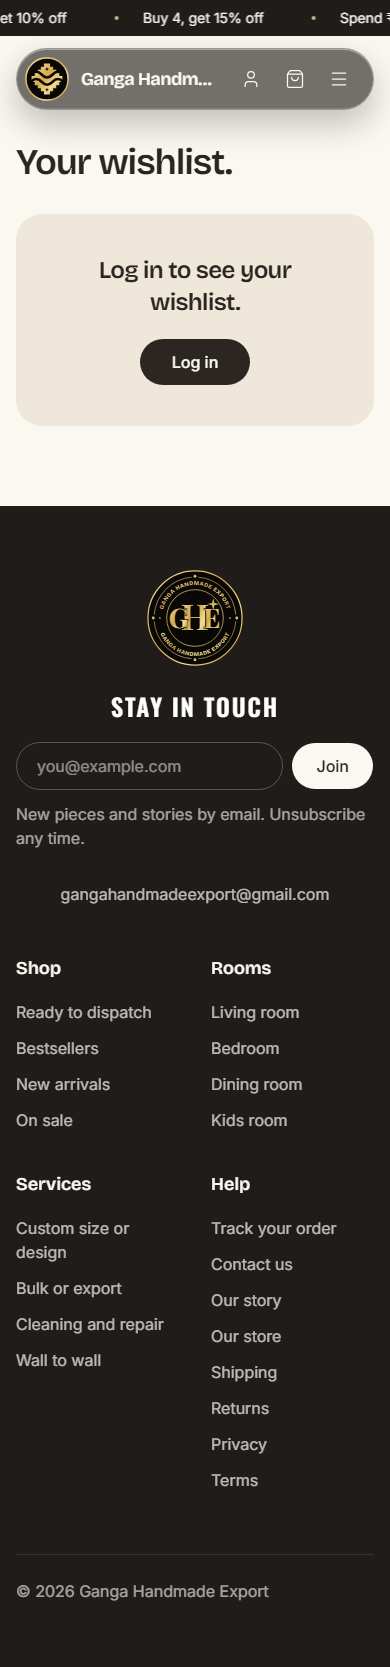 et 10% off • Buy 4, get 15% off • Spend ₹
Ganga Handm...
Your wishlist.
Log in to see your
wishlist.
Log in
GANGA HANDMADE EXPORT
GHE
GANGA HANDMADE EXPORT
STAY IN TOUCH
you@example.com
Join
New pieces and stories by email. Unsubscribe
any time.
gangahandmadeexport@gmail.com
Shop
Ready to dispatch
Bestsellers
New arrivals
On sale
Rooms
Living room
Bedroom
Dining room
Kids room
Services
Custom size or
design
Bulk or export
Cleaning and repair
Wall to wall
Help
Track your order
Contact us
Our story
Our store
Shipping
Returns
Privacy
Terms
© 2026 Ganga Handmade Export